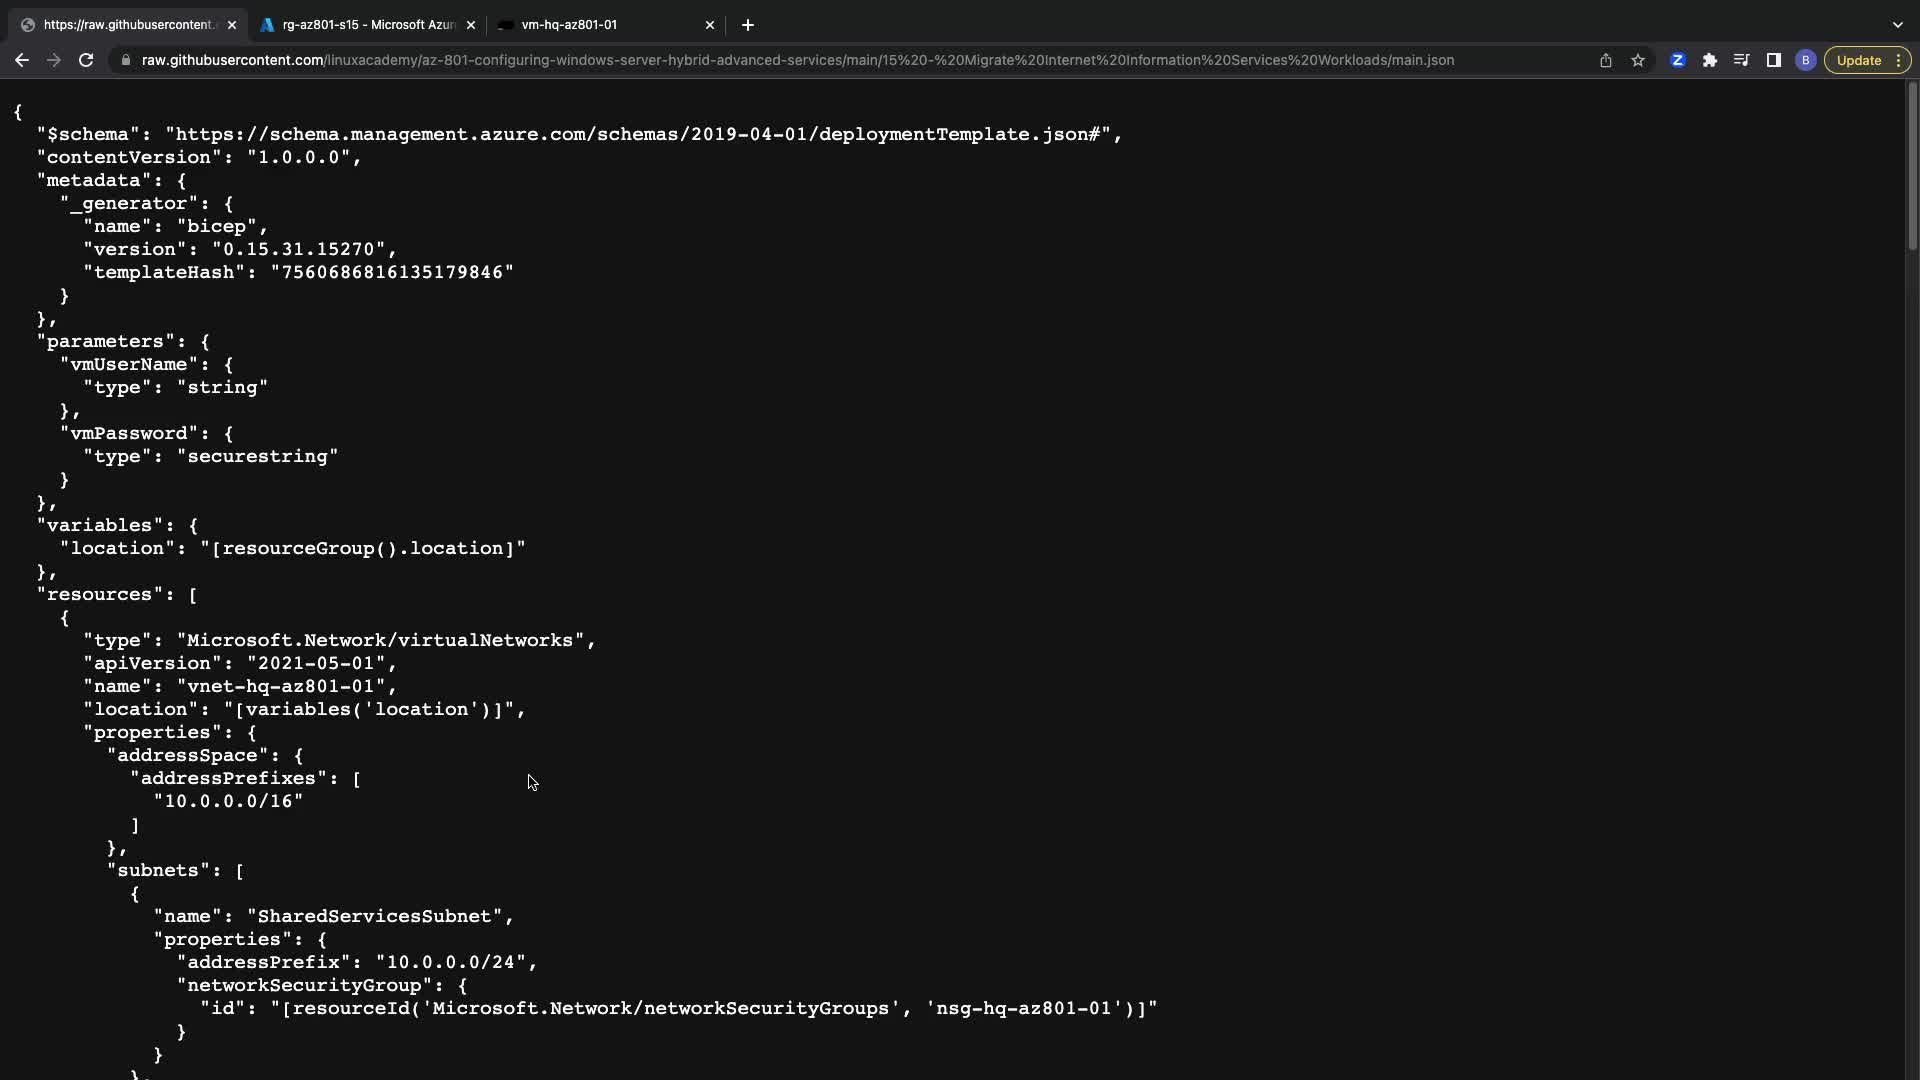 https://raw.githubusercontent.
rg-az801-s15 - Microsoft Azur
vm-hq-az801-01
raw.githubusercontent.com/linuxacademy/az-801-configuring-windows-server-hybrid-advanced-services/main/15%20-%20Migrate%20Internet%20Information%20Services%20Workloads/main.json
Z
B
Update
{
  "$schema": "https://schema.management.azure.com/schemas/2019-04-01/deploymentTemplate.json#",
  "contentVersion": "1.0.0.0",
  "metadata": {
    "_generator": {
      "name": "bicep",
      "version": "0.15.31.15270",
      "templateHash": "7560686816135179846"
    }
  },
  "parameters": {
    "vmUserName": {
      "type": "string"
    },
    "vmPassword": {
      "type": "securestring"
    }
  },
  "variables": {
    "location": "[resourceGroup().location]"
  },
  "resources": [
    {
      "type": "Microsoft.Network/virtualNetworks",
      "apiVersion": "2021-05-01",
      "name": "vnet-hq-az801-01",
      "location": "[variables('location')]",
      "properties": {
        "addressSpace": {
          "addressPrefixes": [
            "10.0.0.0/16"
          ]
        },
        "subnets": [
          {
            "name": "SharedServicesSubnet",
            "properties": {
              "addressPrefix": "10.0.0.0/24",
              "networkSecurityGroup": {
                "id": "[resourceId('Microsoft.Network/networkSecurityGroups', 'nsg-hq-az801-01')]"
              }
            }
          },